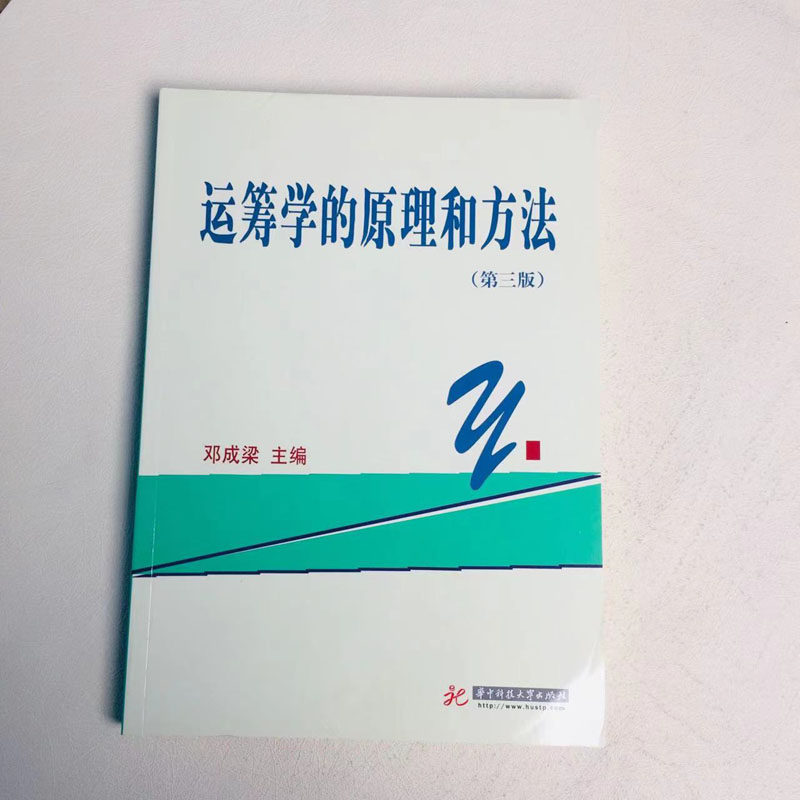 运筹学的原理和方法
（第三版）
邓成梁 主编
华中科技大学出版社
http://www.hustp.com